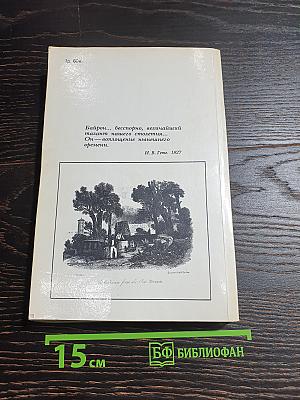 Байрон... бесспорно, величайший
талант нашего столетия...
Он — воплощение нынешнего
времени.
И. В. Гете. 1827
15 см
БФ БИБЛИОФАН